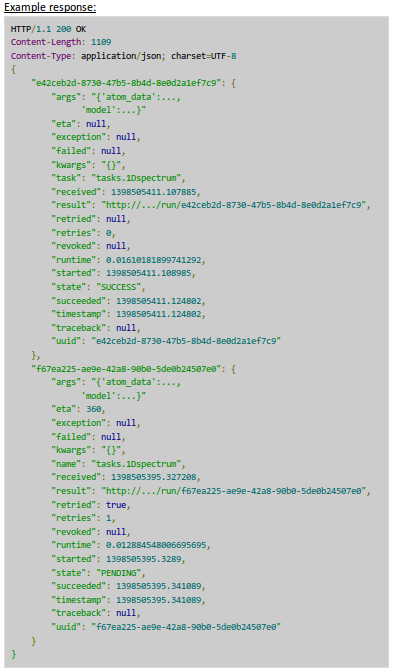 Example response:
HTTP/1.1 200 OK
Content-Length: 1109
Content-Type: application/json; charset=UTF-8
{
"e42ceb2d-8730-47b5-8b4d-8e0d2a1ef7c9": {
"args": "{'atom_data':...,
'model':...}"
"eta": null,
"exception": null,
"failed": null,
"kwargs": "{}",
"task": "tasks.1Dspectrum",
"received": 1398505411.107885,
"result": "http://.../run/e42ceb2d-8730-47b5-8b4d-8e0d2a1ef7c9",
"retried": null,
"retries": 0,
"revoked": null,
"runtime": 0.01610181899741292,
"started": 1398505411.108985,
"state": "SUCCESS",
"succeeded": 1398505411.124802,
"timestamp": 1398505411.124802,
"traceback": null,
"uuid": "e42ceb2d-8730-47b5-8b4d-8e0d2a1ef7c9"
},
"f67ea225-ae9e-42a8-90b0-5de0b24507e0": {
"args": "{'atom_data':...,
'model':...}"
"eta": 360,
"exception": null,
"failed": null,
"kwargs": "{}",
"name": "tasks.1Dspectrum",
"received": 1398505395.327208,
"result": "http://.../run/f67ea225-ae9e-42a8-90b0-5de0b24507e0",
"retried": true,
"retries": 1,
"revoked": null,
"runtime": 0.012884548006695695,
"started": 1398505395.3289,
"state": "PENDING",
"succeeded": 1398505395.341089,
"timestamp": 1398505395.341089,
"traceback": null,
"uuid": "f67ea225-ae9e-42a8-90b0-5de0b24507e0"
}
}